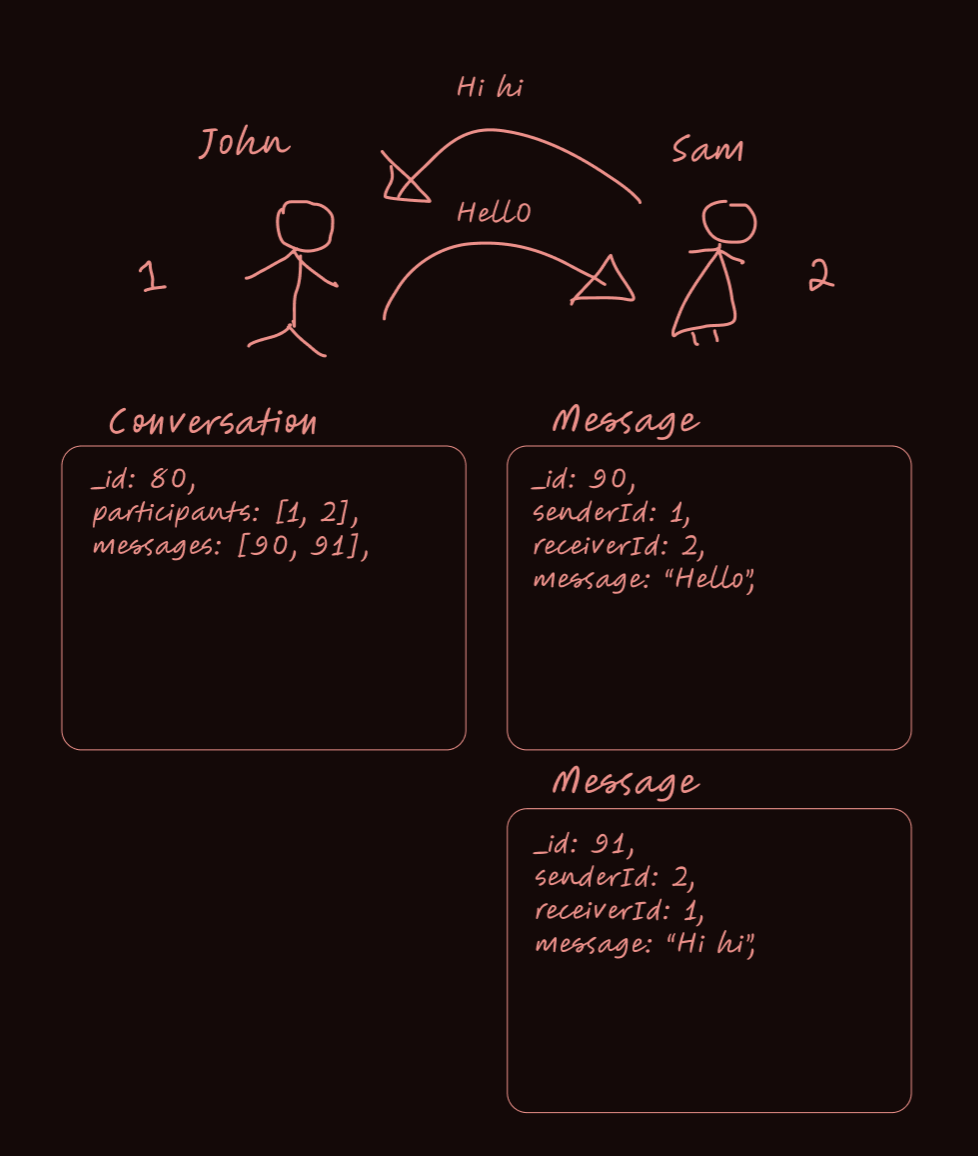 Hi hi
John
Sam
HellO
1
2
Conversation
_id: 80,
participants: [1, 2],
messages: [90, 91],
Message
_id: 90,
senderId: 1,
receiverId: 2,
message: “Hello”,
Message
_id: 91,
senderId: 2,
receiverId: 1,
message: “Hi hi”,